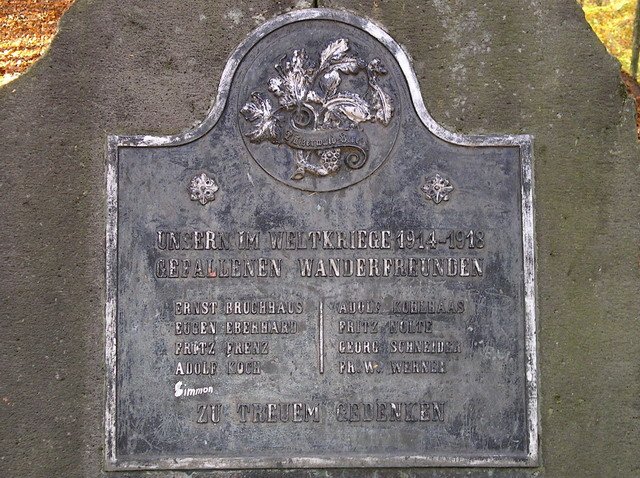 UNSERN IM WELTKRIEGE 1914-1918
GEFALLENEN WANDERFREUNDEN
ERNST BRUCHHAUS
EUGEN EBERHARD
FRITZ FRENZ
ADOLF KOCH
Simmon
ADOLF KOHLHAAS
FRITZ NOLTE
GEORG SCHNEIDER
FR. W. WERNER
ZU TREUEM GEDENKEN